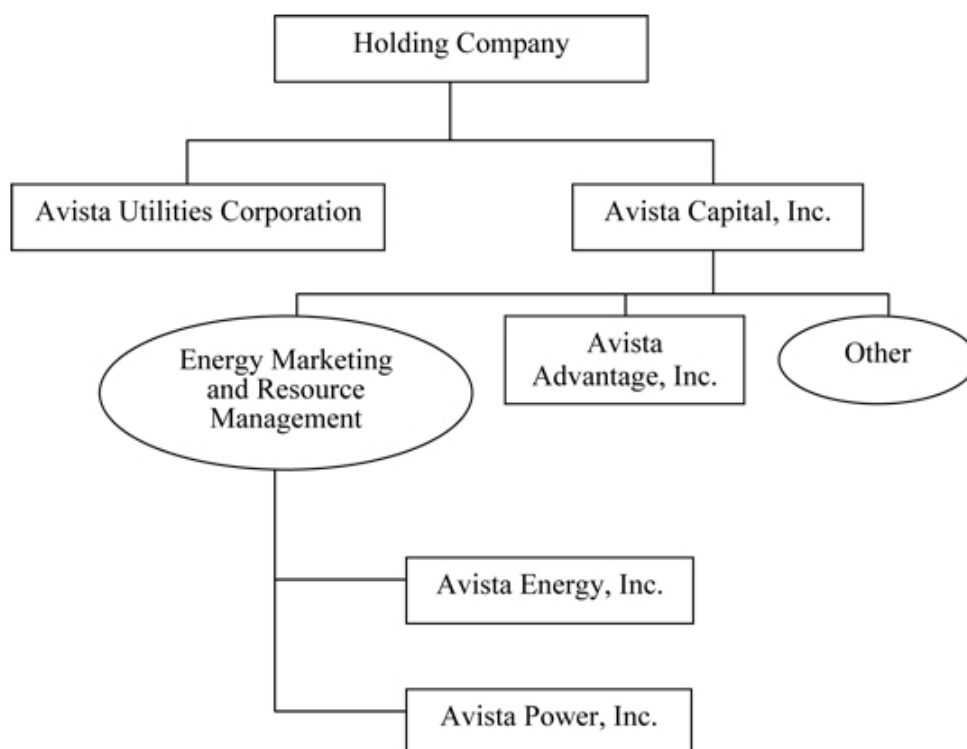 Holding Company
Avista Utilities Corporation
Avista Capital, Inc.
Energy Marketing
and Resource
Management
Avista
Advantage, Inc.
Other
Avista Energy, Inc.
Avista Power, Inc.